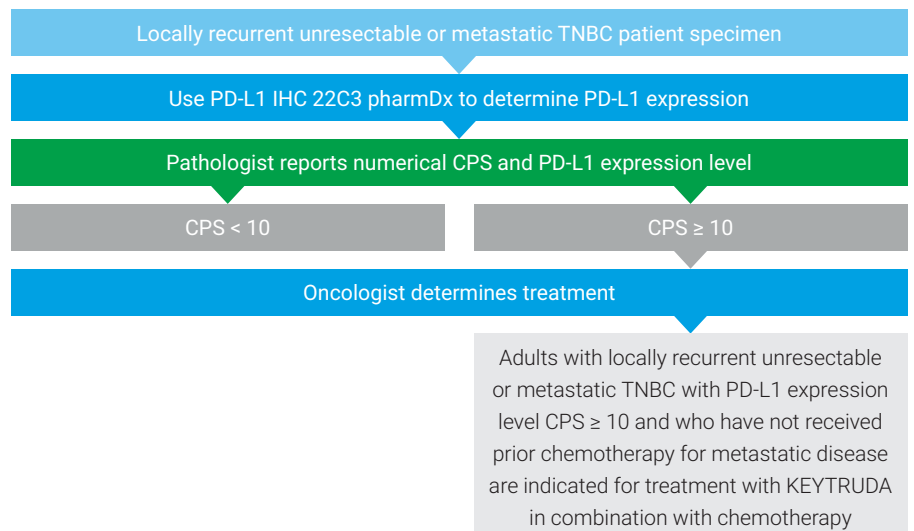 Locally recurrent unresectable or metastatic TNBC patient specimen
Use PD-L1 IHC 22C3 pharmDx to determine PD-L1 expression
Pathologist reports numerical CPS and PD-L1 expression level
CPS < 10
CPS ≥ 10
Oncologist determines treatment
Adults with locally recurrent unresectable
or metastatic TNBC with PD-L1 expression
level CPS ≥ 10 and who have not received
prior chemotherapy for metastatic disease
are indicated for treatment with KEYTRUDA
in combination with chemotherapy